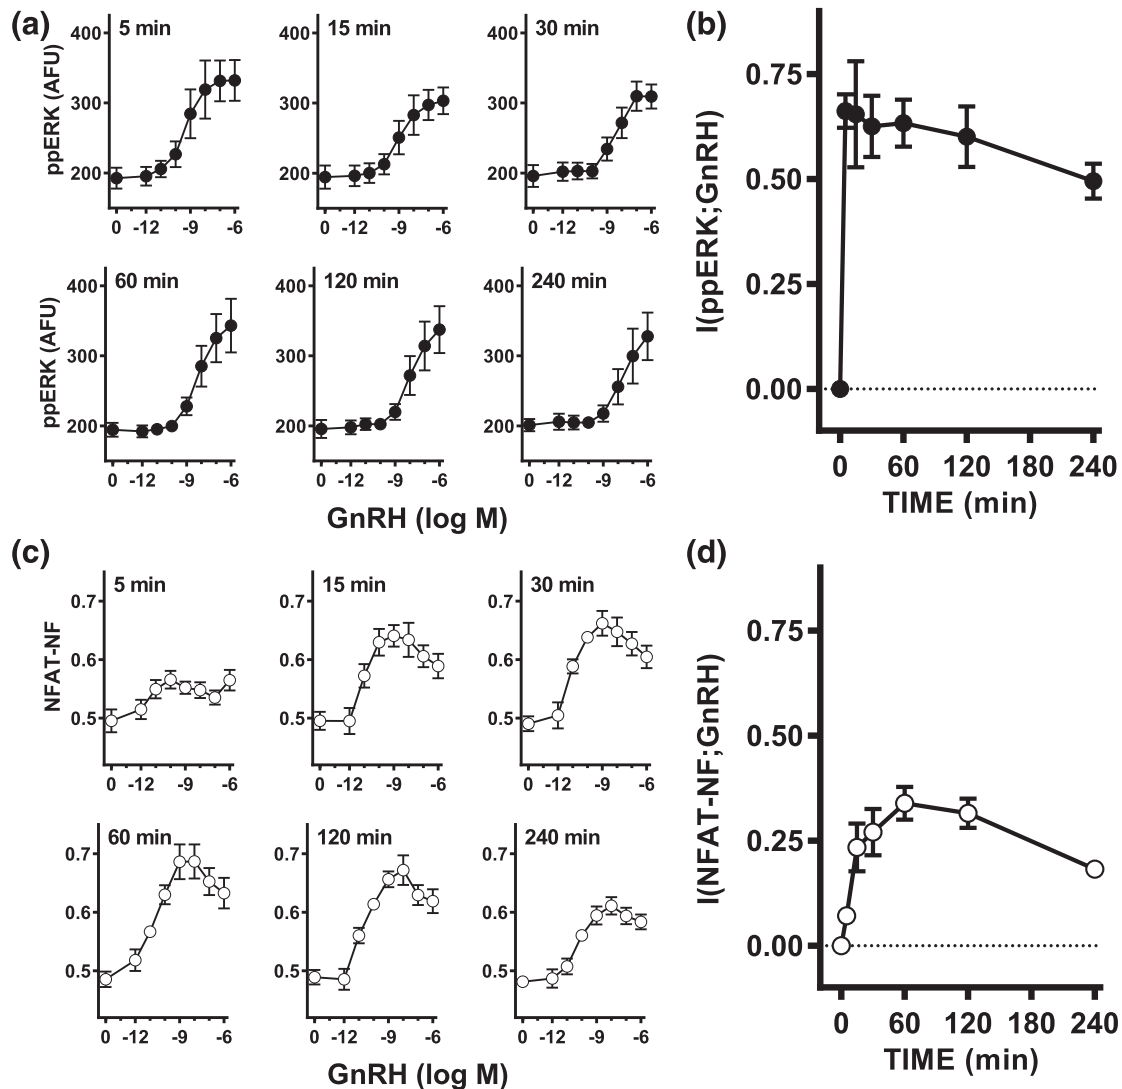 (a)
5 min
15 min
30 min
ppERK (AFU)
400
300
200
0 -12 -9 -6
400
300
200
0 -12 -9 -6
400
300
200
0 -12 -9 -6
60 min
120 min
240 min
ppERK (AFU)
400
300
200
0 -12 -9 -6
400
300
200
0 -12 -9 -6
400
300
200
0 -12 -9 -6
GnRH (log M)
(b)
I(ppERK;GnRH)
0.75
0.50
0.25
0.00
0 60 120 180 240
TIME (min)
(c)
5 min
15 min
30 min
NFAT-NF
0.7
0.6
0.5
0 -12 -9 -6
0.7
0.6
0.5
0 -12 -9 -6
0.7
0.6
0.5
0 -12 -9 -6
60 min
120 min
240 min
0.7
0.6
0.5
0 -12 -9 -6
0.7
0.6
0.5
0 -12 -9 -6
0.7
0.6
0.5
0 -12 -9 -6
GnRH (log M)
(d)
I(NFAT-NF;GnRH)
0.75
0.50
0.25
0.00
0 60 120 180 240
TIME (min)